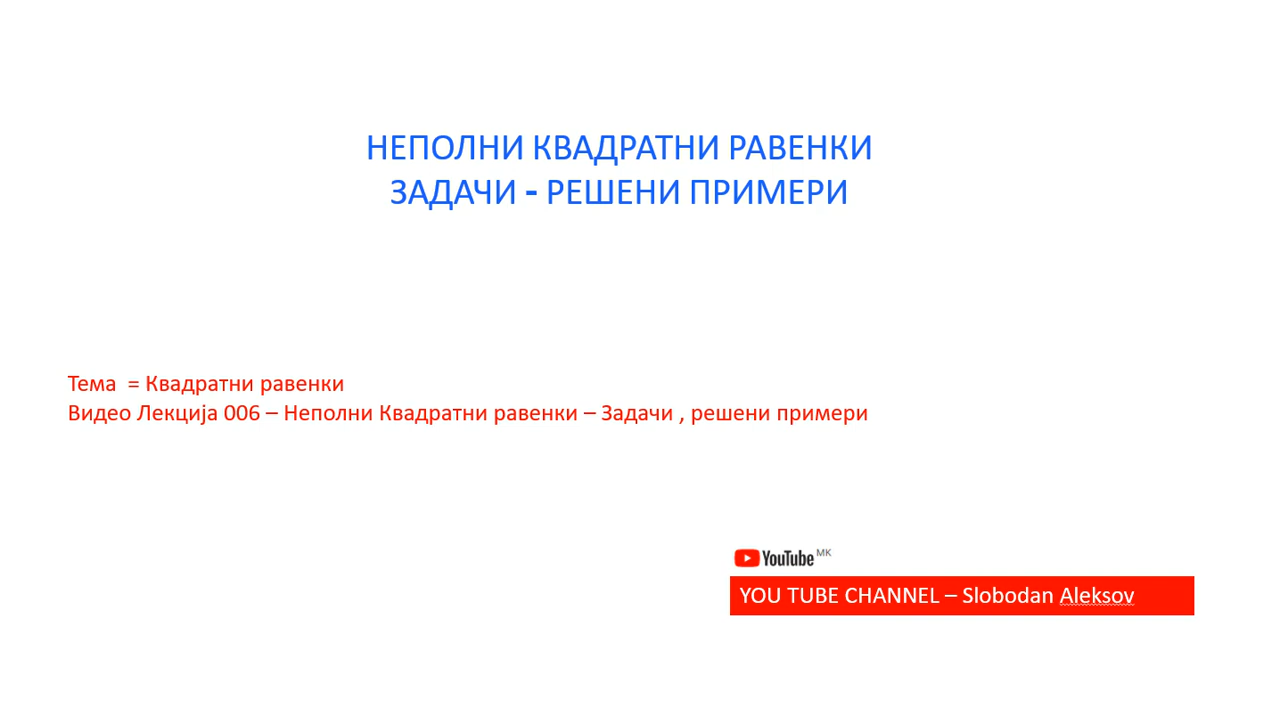 НЕПОЛНИ КВАДРАТНИ РАВЕНКИ
ЗАДАЧИ - РЕШЕНИ ПРИМЕРИ
Тема = Квадратни равенки
Видео Лекција 006 – Неполни Квадратни равенки – Задачи , решени примери
YouTube MK
YOU TUBE CHANNEL – Slobodan Aleksov